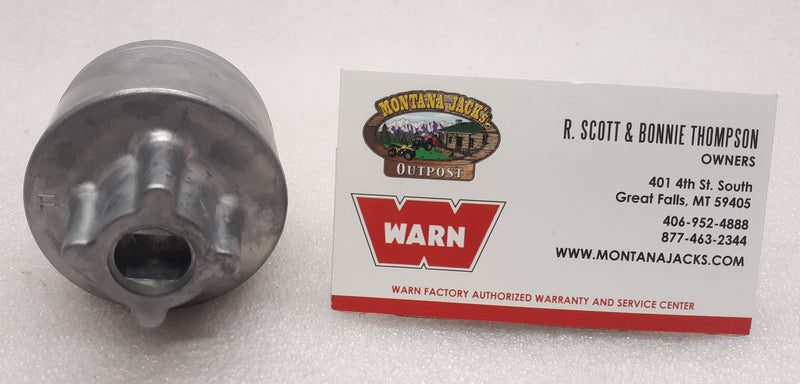 MONTANA JACK'S
OUTPOST
WARN
R. SCOTT & BONNIE THOMPSON
OWNERS
401 4th St. South
Great Falls, MT 59405
406-952-4888
877-463-2344
WWW.MONTANAJACKS.COM
WARN FACTORY AUTHORIZED WARRANTY AND SERVICE CENTER